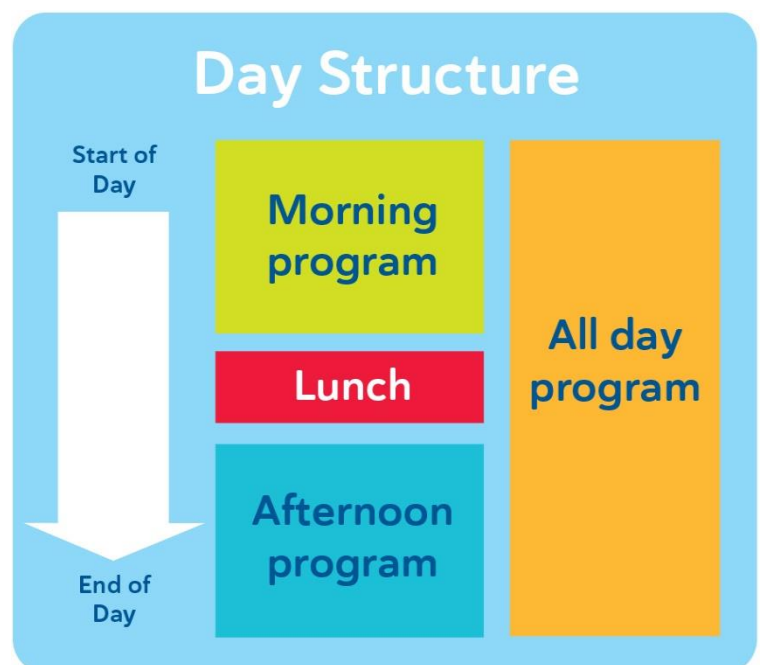 Day Structure
Start of
Day
Morning
program
Lunch
Afternoon
program
All day
program
End of
Day